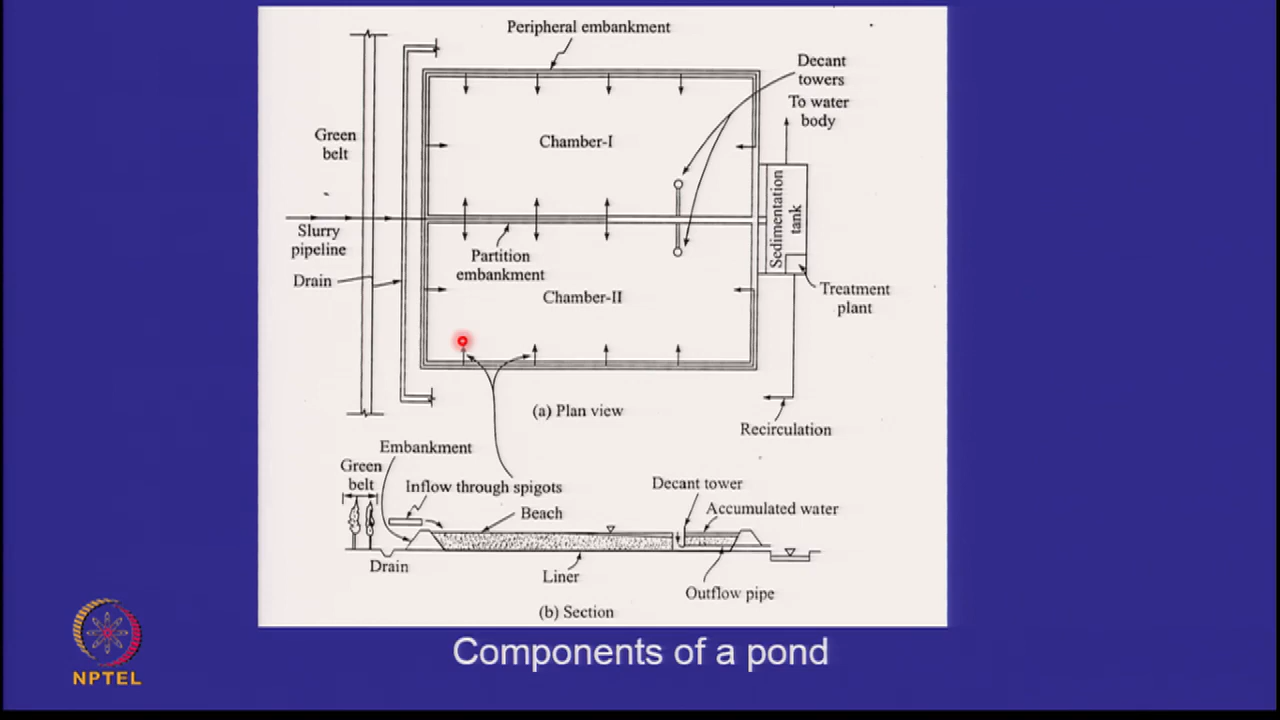 Peripheral embankment
Decant
towers
To water
body
Green
belt
Chamber-I
Sedimentation
tank
Slurry
pipeline
Partition
embankment
Drain
Chamber-II
Treatment
plant
(a) Plan view
Recirculation
Embankment
Green
belt
Inflow through spigots
Decant tower
Beach
Accumulated water
Drain
Liner
Outflow pipe
(b) Section
Components of a pond
NPTEL